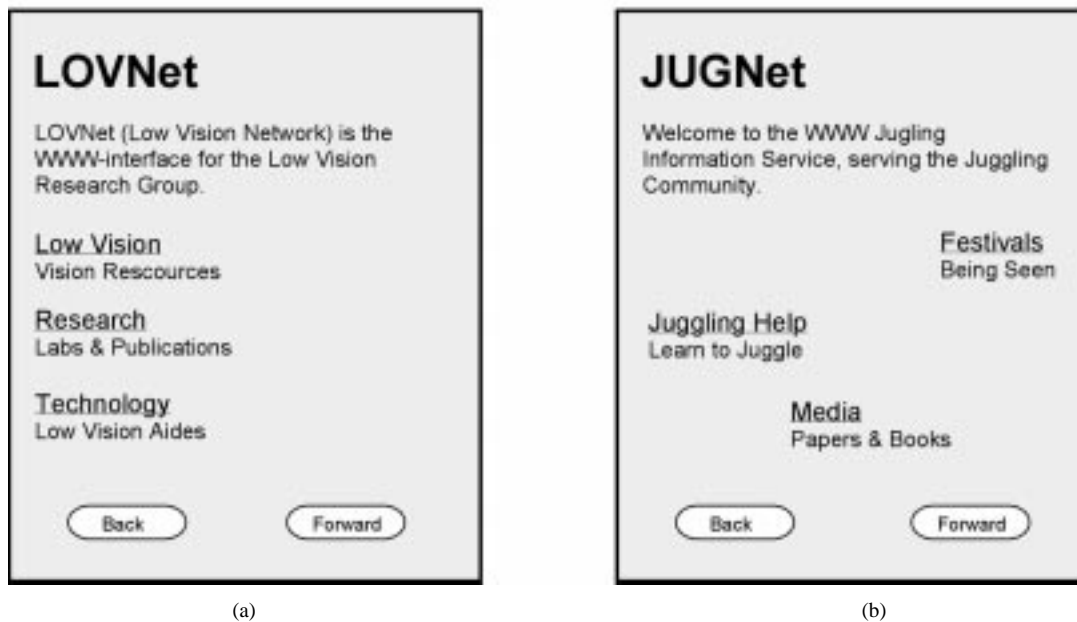 LOVNet
LOVNet (Low Vision Network) is the
WWW-interface for the Low Vision
Research Group.
Low Vision
Vision Rescources
Research
Labs & Publications
Technology
Low Vision Aides
Back
Forward
(a)
JUGNet
Welcome to the WWW Jugling
Information Service, serving the Juggling
Community.
Festivals
Being Seen
Juggling Help
Learn to Juggle
Media
Papers & Books
Back
Forward
(b)